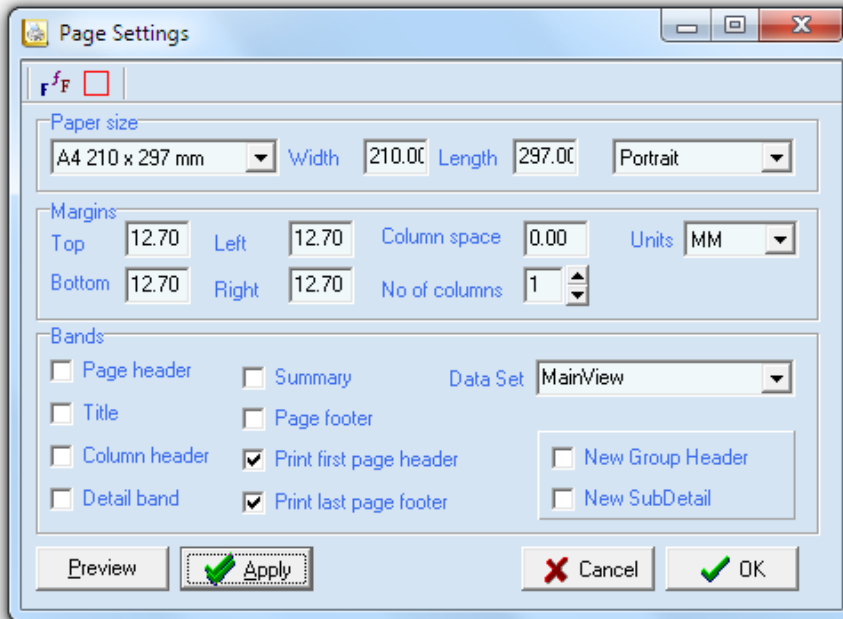 Page Settings
F f F
Paper size
A4 210 x 297 mm Width 210.00 Length 297.00 Portrait
Margins
Top 12.70 Left 12.70 Column space 0.00 Units MM
Bottom 12.70 Right 12.70 No of columns 1
Bands
Page header Summary Data Set MainView
Title Page footer
Column header Print first page header New Group Header
Detail band Print last page footer New SubDetail
Preview Apply Cancel OK